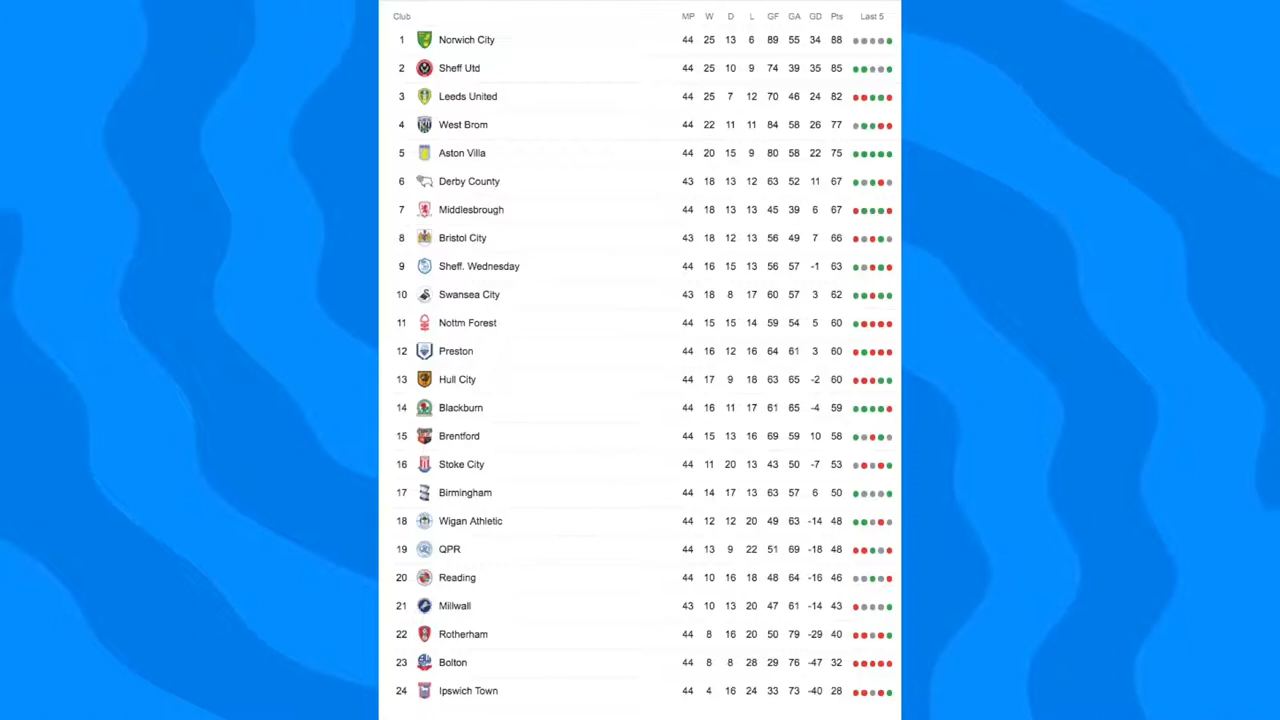 Club MP W D L GF GA GD Pts Last 5
1 Norwich City 44 25 13 6 89 55 34 88
2 Sheff Utd 44 25 10 9 74 39 35 85
3 Leeds United 44 25 7 12 70 46 24 82
4 West Brom 44 22 11 11 84 58 26 77
5 Aston Villa 44 20 15 9 80 58 22 75
6 Derby County 43 18 13 12 63 52 11 67
7 Middlesbrough 44 18 13 13 45 39 6 67
8 Bristol City 43 18 12 13 56 49 7 66
9 Sheff. Wednesday 44 16 15 13 56 57 -1 63
10 Swansea City 43 18 8 17 60 57 3 62
11 Nottm Forest 44 15 15 14 59 54 5 60
12 Preston 44 16 12 16 64 61 3 60
13 Hull City 44 17 9 18 63 65 -2 60
14 Blackburn 44 16 11 17 61 65 -4 59
15 Brentford 44 15 13 16 69 59 10 58
16 Stoke City 44 11 20 13 43 50 -7 53
17 Birmingham 44 14 17 13 63 57 6 50
18 Wigan Athletic 44 12 12 20 49 63 -14 48
19 QPR 44 13 9 22 51 69 -18 48
20 Reading 44 10 16 18 48 64 -16 46
21 Millwall 43 10 13 20 47 61 -14 43
22 Rotherham 44 8 16 20 50 79 -29 40
23 Bolton 44 8 8 28 29 76 -47 32
24 Ipswich Town 44 4 16 24 33 73 -40 28